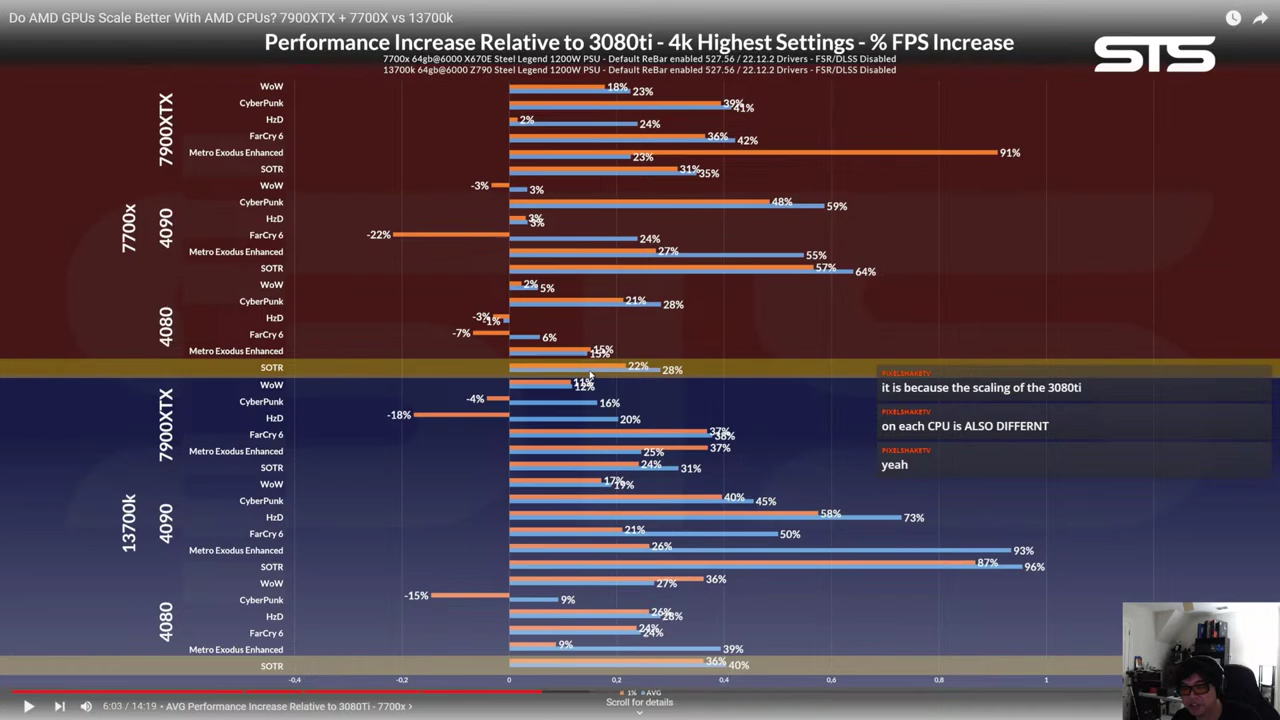 Do AMD GPUs Scale Better With AMD CPUs? 7900XTX + 7700X vs 13700k
Performance Increase Relative to 3080ti - 4k Highest Settings - % FPS Increase
7700x 64gb@6000 X670E Steel Legend 1200W PSU - Default ReBar enabled 527.56 / 22.12.2 Drivers - FSR/DLSS Disabled
13700k 64gb@6000 Z790 Steel Legend 1200W PSU - Default ReBar enabled 527.56 / 22.12.2 Drivers - FSR/DLSS Disabled
STS
7700x
7900XTX
WoW 18% 23%
CyberPunk 39% 41%
HzD 2% 24%
FarCry 6 36% 42%
Metro Exodus Enhanced 91% 23%
SOTR 31% 35%
4090
WoW -3% 3%
CyberPunk 48% 59%
HzD 3% 3%
FarCry 6 -22% 24%
Metro Exodus Enhanced 27% 55%
SOTR 57% 64%
4080
WoW 2% 5%
CyberPunk 21% 28%
HzD -3% -1%
FarCry 6 -7% 6%
Metro Exodus Enhanced 15% 15%
SOTR 22% 28%
13700k
7900XTX
WoW 11% 12%
CyberPunk -4% 16%
HzD -18% 20%
FarCry 6 37% 38%
Metro Exodus Enhanced 37% 25%
SOTR 24% 31%
4090
WoW 17% 19%
CyberPunk 40% 45%
HzD 58% 73%
FarCry 6 21% 50%
Metro Exodus Enhanced 26% 93%
SOTR 87% 96%
4080
WoW 36% 27%
CyberPunk -15% 9%
HzD 26% 28%
FarCry 6 24% 24%
Metro Exodus Enhanced 9% 39%
SOTR 36% 40%
-0,4 -0,2 0 0,2 0,4 0,6 0,8 1
1% AVG
PIXELSHAKETV
it is because the scaling of the 3080ti
PIXELSHAKETV
on each CPU is ALSO DIFFERNT
PIXELSHAKETV
yeah
6:03 / 14:19 • AVG Performance Increase Relative to 3080Ti - 7700x >
Scroll for details